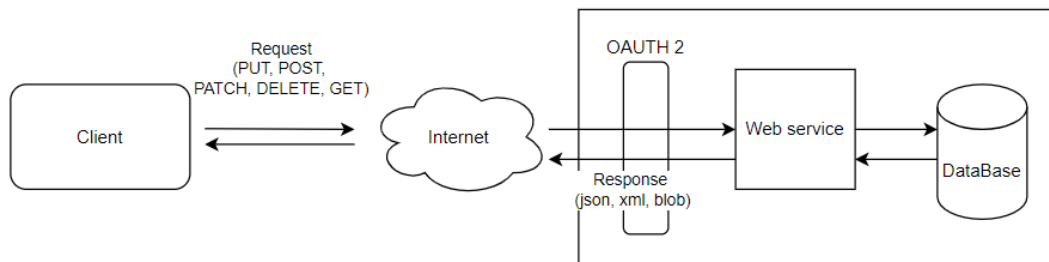 Request
(PUT, POST,
PATCH, DELETE, GET)
Client
Internet
OAUTH 2
Response
(json, xml, blob)
Web service
DataBase